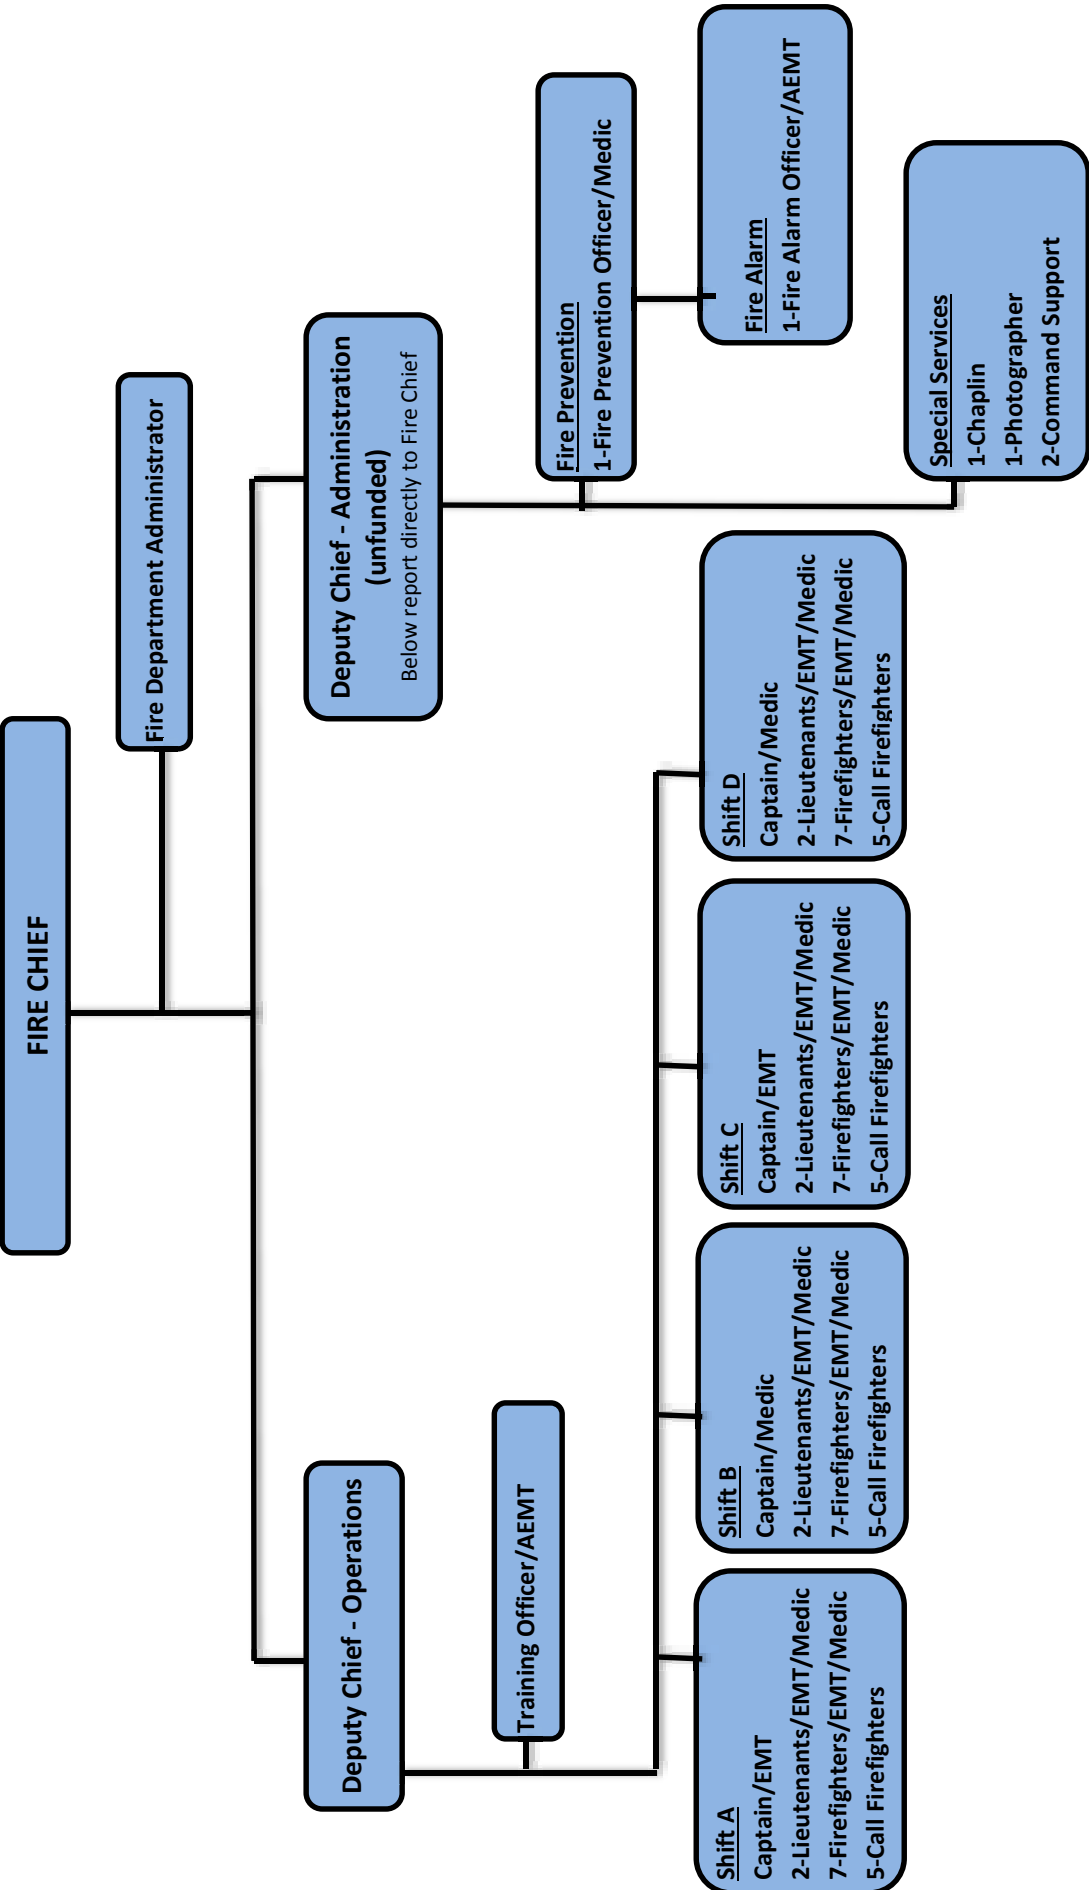 FIRE CHIEF
Fire Department Administrator
Deputy Chief - Operations
Deputy Chief - Administration
(unfunded)
Below report directly to Fire Chief
Training Officer/AEMT
Fire Prevention
1-Fire Prevention Officer/Medic
Fire Alarm
1-Fire Alarm Officer/AEMT
Shift A
Captain/EMT
2-Lieutenants/EMT/Medic
7-Firefighters/EMT/Medic
5-Call Firefighters
Shift B
Captain/Medic
2-Lieutenants/EMT/Medic
7-Firefighters/EMT/Medic
5-Call Firefighters
Shift C
Captain/EMT
2-Lieutenants/EMT/Medic
7-Firefighters/EMT/Medic
5-Call Firefighters
Shift D
Captain/Medic
2-Lieutenants/EMT/Medic
7-Firefighters/EMT/Medic
5-Call Firefighters
Special Services
1-Chaplin
1-Photographer
2-Command Support